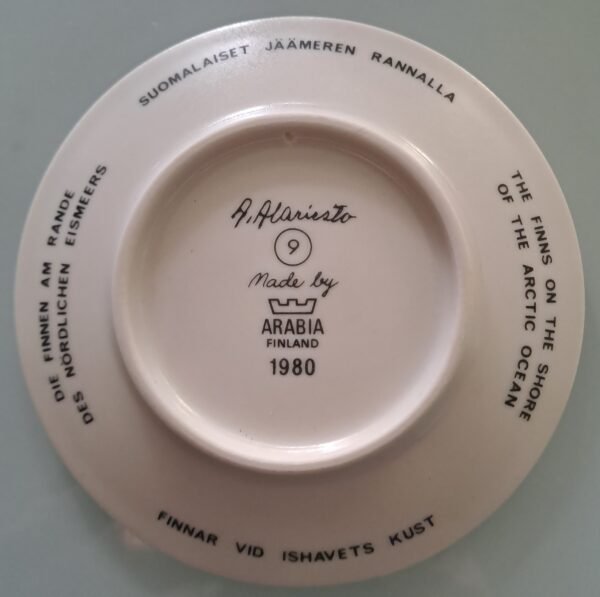 SUOMALAISET JÄÄMEREN RANNALLA
THE FINNS ON THE SHORE
OF THE ARCTIC OCEAN
FINNAR VID ISHAVETS KUST
DIE FINNEN AM RANDE
DES NÖRDLICHEN EISMEERS
A. Alariesto
9
Made by
ARABIA
FINLAND
1980